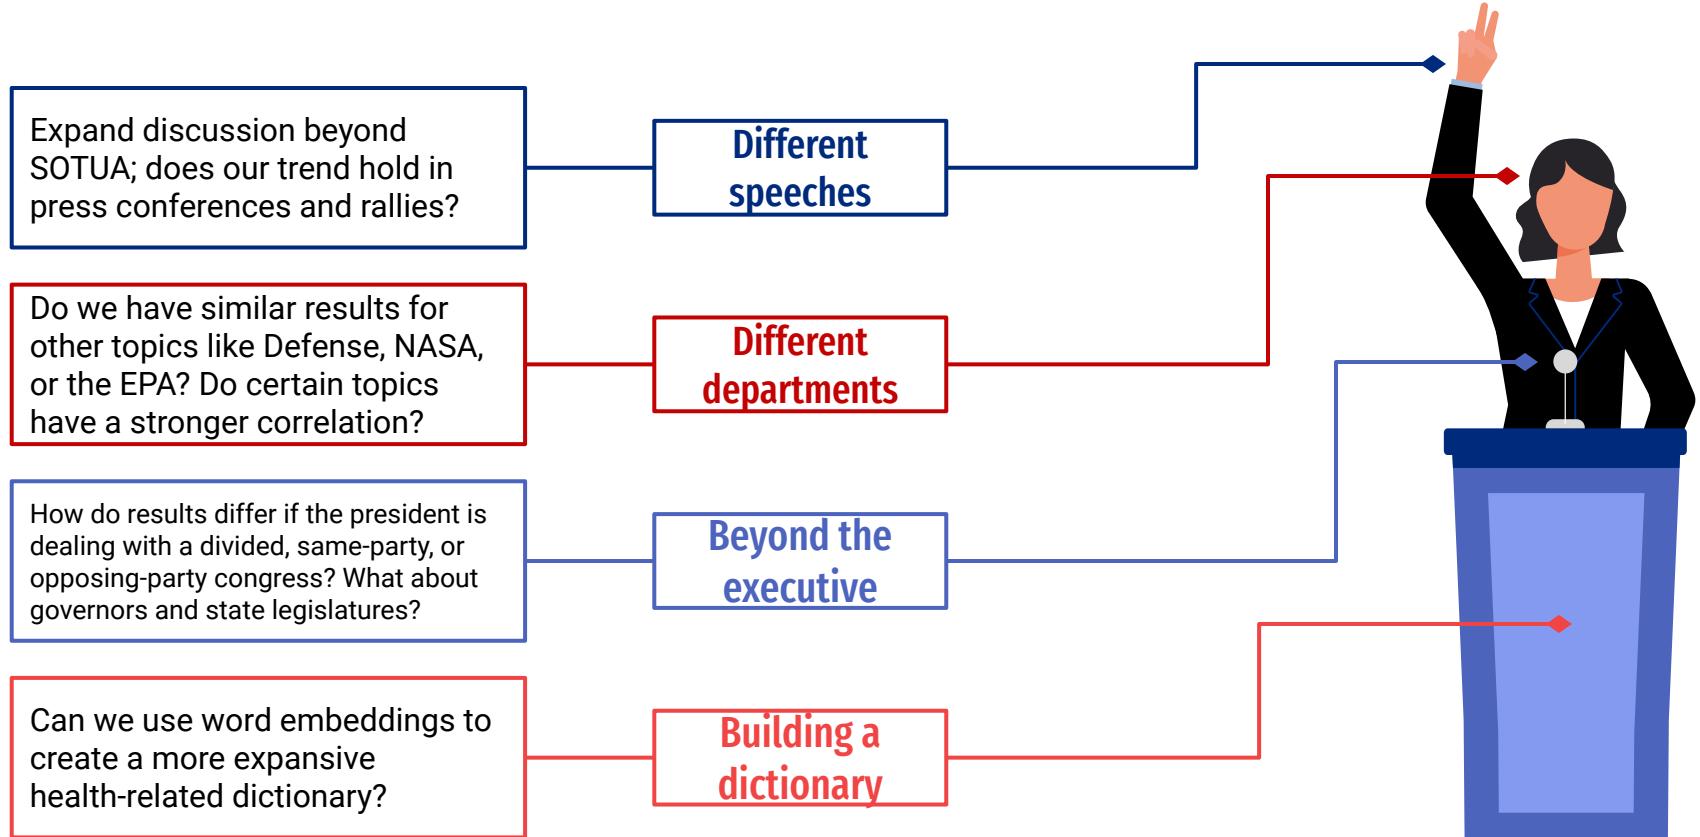 Expand discussion beyond
SOTUA; does our trend hold in
press conferences and rallies?
Different
speeches
Do we have similar results for
other topics like Defense, NASA,
or the EPA? Do certain topics
have a stronger correlation?
Different
departments
How do results differ if the president is
dealing with a divided, same-party, or
opposing-party congress? What about
governors and state legislatures?
Beyond the
executive
Can we use word embeddings to
create a more expansive
health-related dictionary?
Building a
dictionary